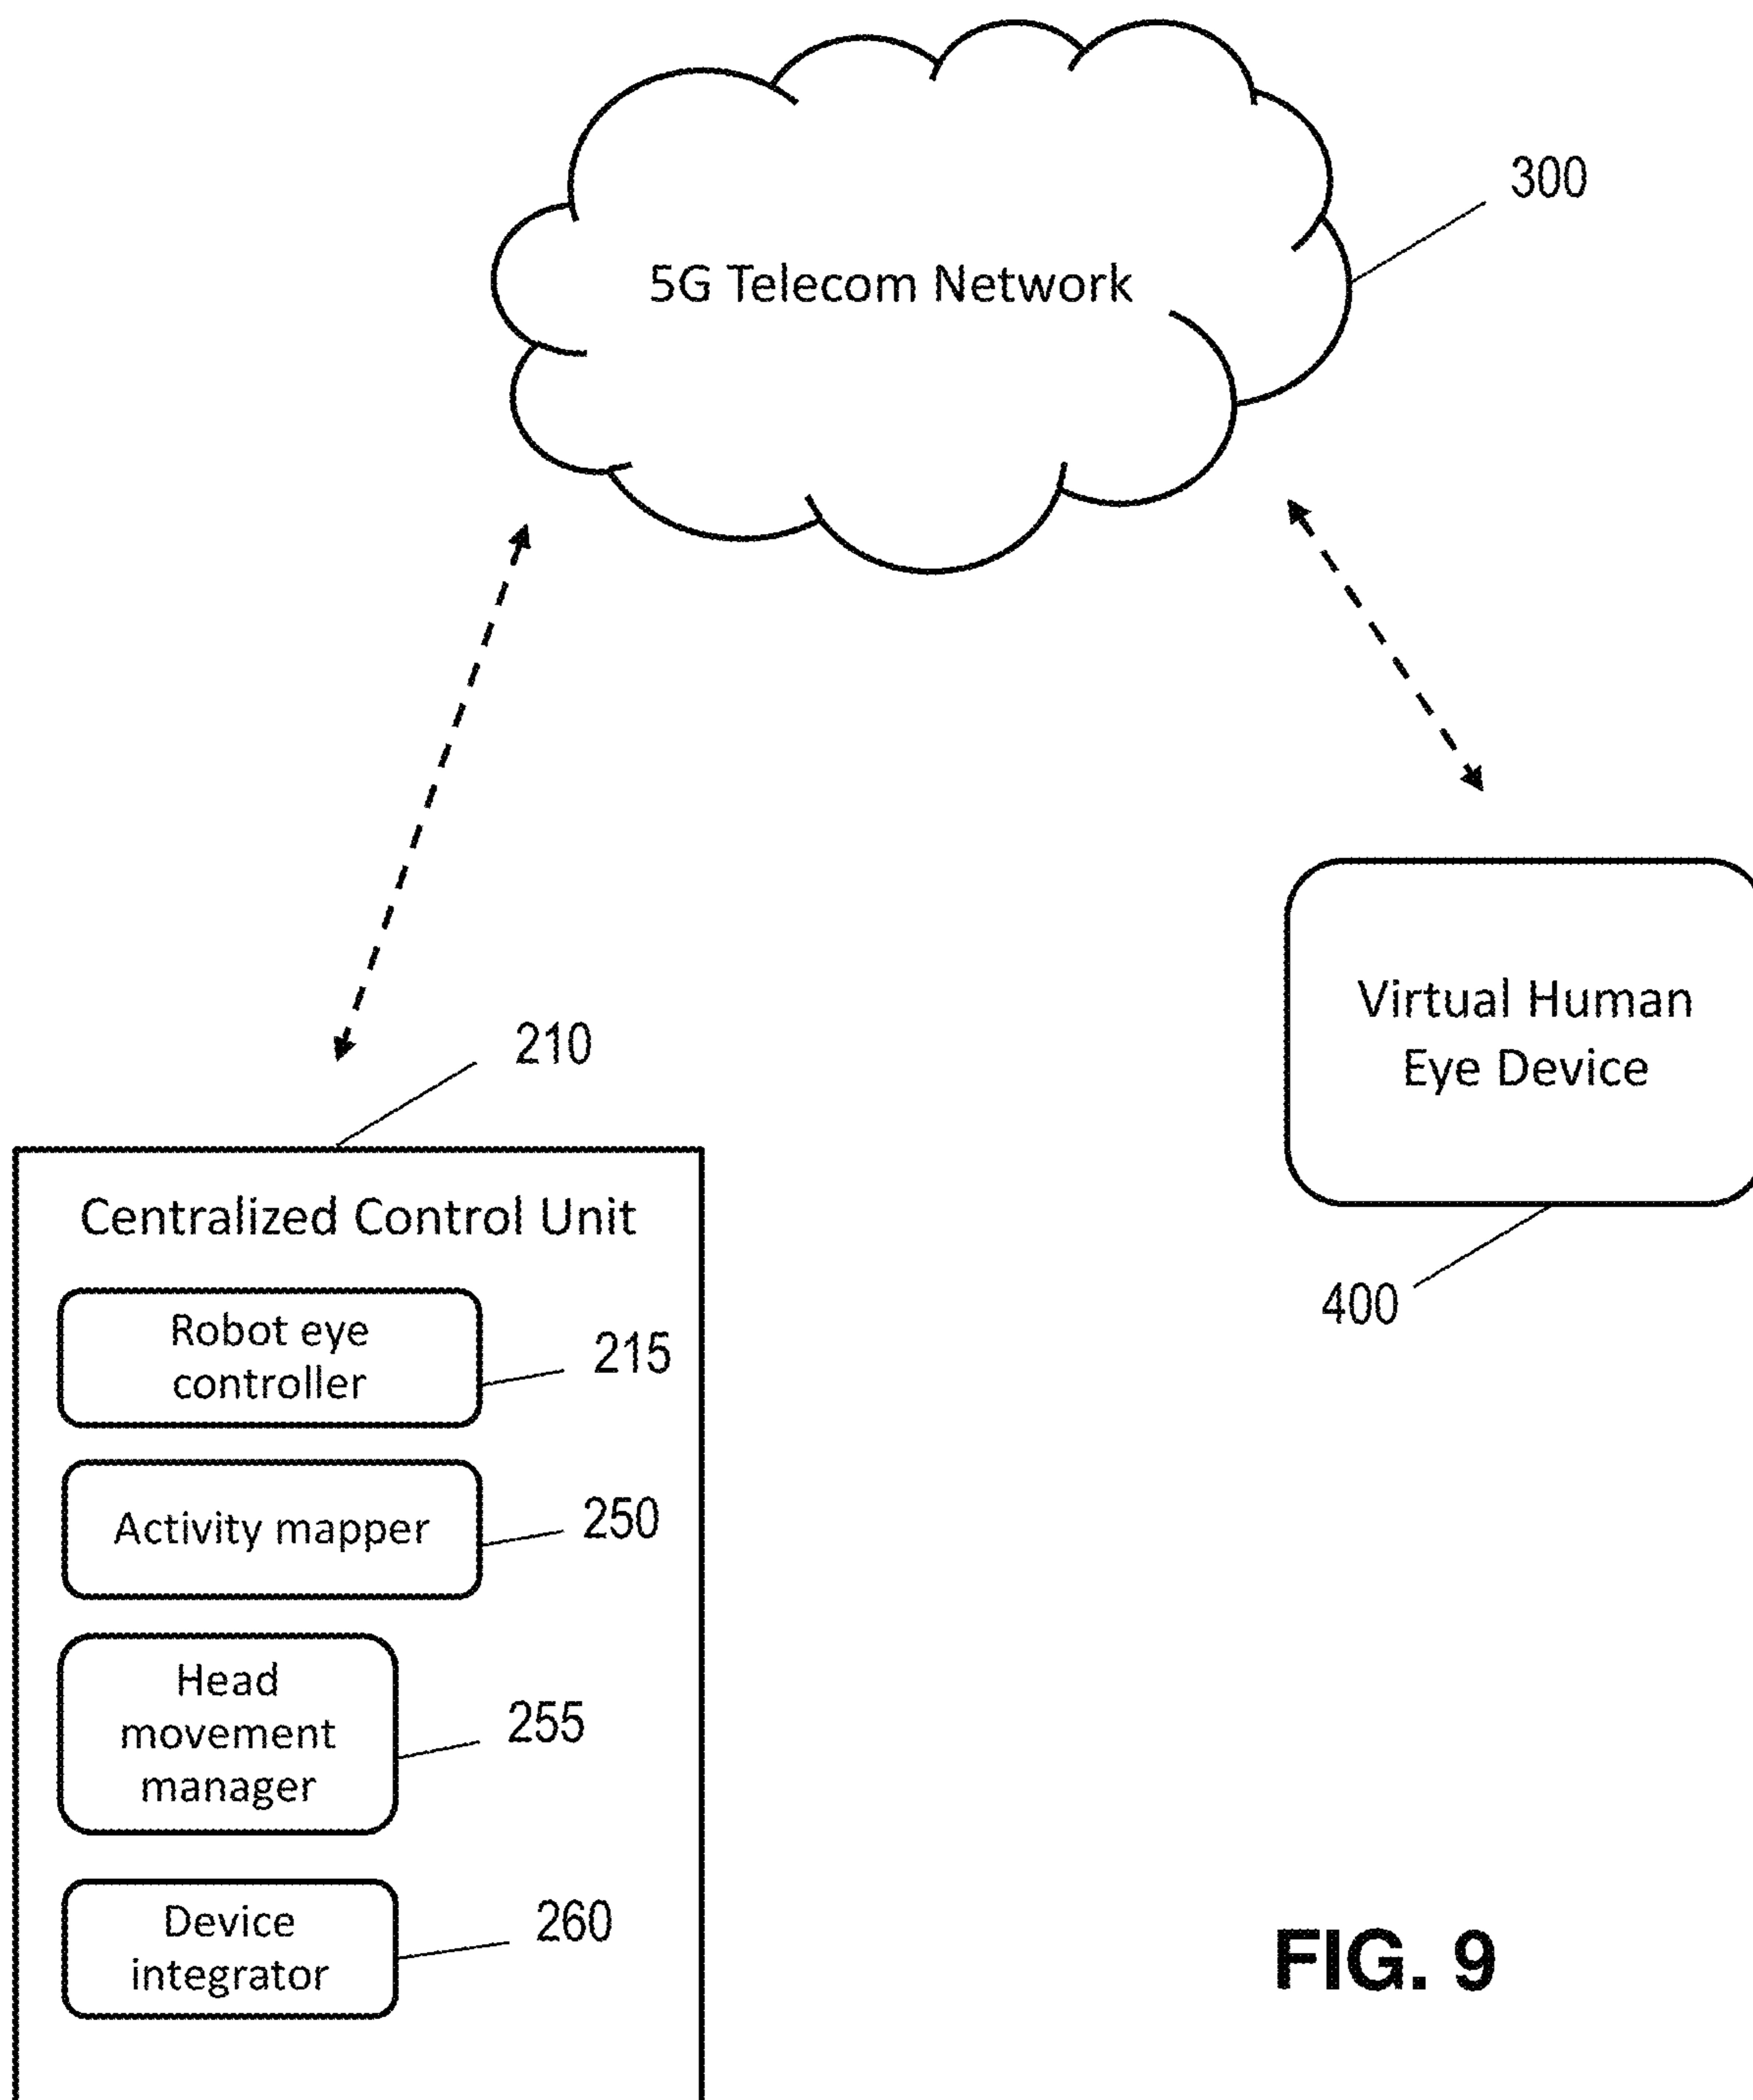 300
5G Telecom Network
Virtual Human
Eye Device
400
210
Centralized Control Unit
Robot eye
controller
215
Activity mapper
250
Head
movement
manager
255
Device
integrator
260
FIG. 9